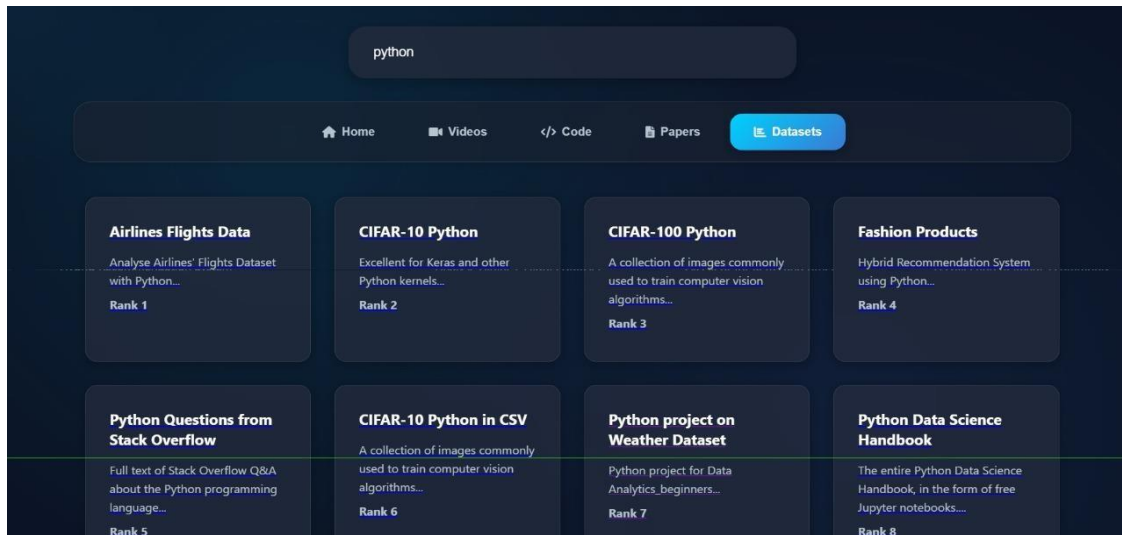 python
Home Videos </> Code Papers Datasets
Airlines Flights Data
Analyse Airlines' Flights Dataset
with Python...
Rank 1
CIFAR-10 Python
Excellent for Keras and other
Python kernels...
Rank 2
CIFAR-100 Python
A collection of images commonly
used to train computer vision
algorithms...
Rank 3
Fashion Products
Hybrid Recommendation System
using Python...
Rank 4
Python Questions from
Stack Overflow
Full text of Stack Overflow Q&A
about the Python programming
language...
Rank 5
CIFAR-10 Python in CSV
A collection of images commonly
used to train computer vision
algorithms...
Rank 6
Python project on
Weather Dataset
Python project for Data
Analytics_beginners...
Rank 7
Python Data Science
Handbook
The entire Python Data Science
Handbook, in the form of free
Jupyter notebooks....
Rank 8